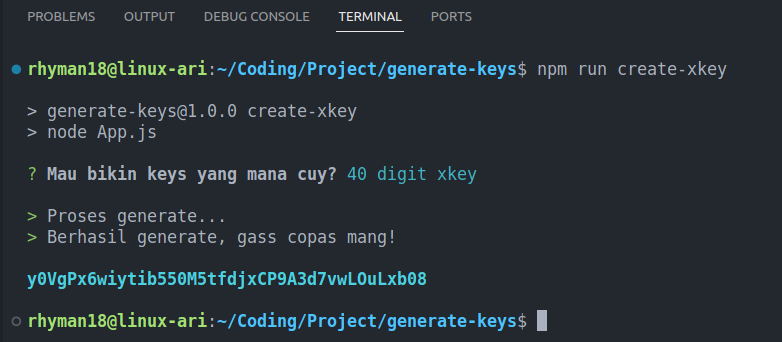 PROBLEMS OUTPUT DEBUG CONSOLE TERMINAL PORTS
rhyman18@linux-ari:~/Coding/Project/generate-keys$ npm run create-xkey
> generate-keys@1.0.0 create-xkey
> node App.js
? Mau bikin keys yang mana cuy? 40 digit xkey
> Proses generate...
> Berhasil generate, gass copas mang!
y0VgPx6wiytib550M5tfdjxCP9A3d7vwLOuLxb08
rhyman18@linux-ari:~/Coding/Project/generate-keys$